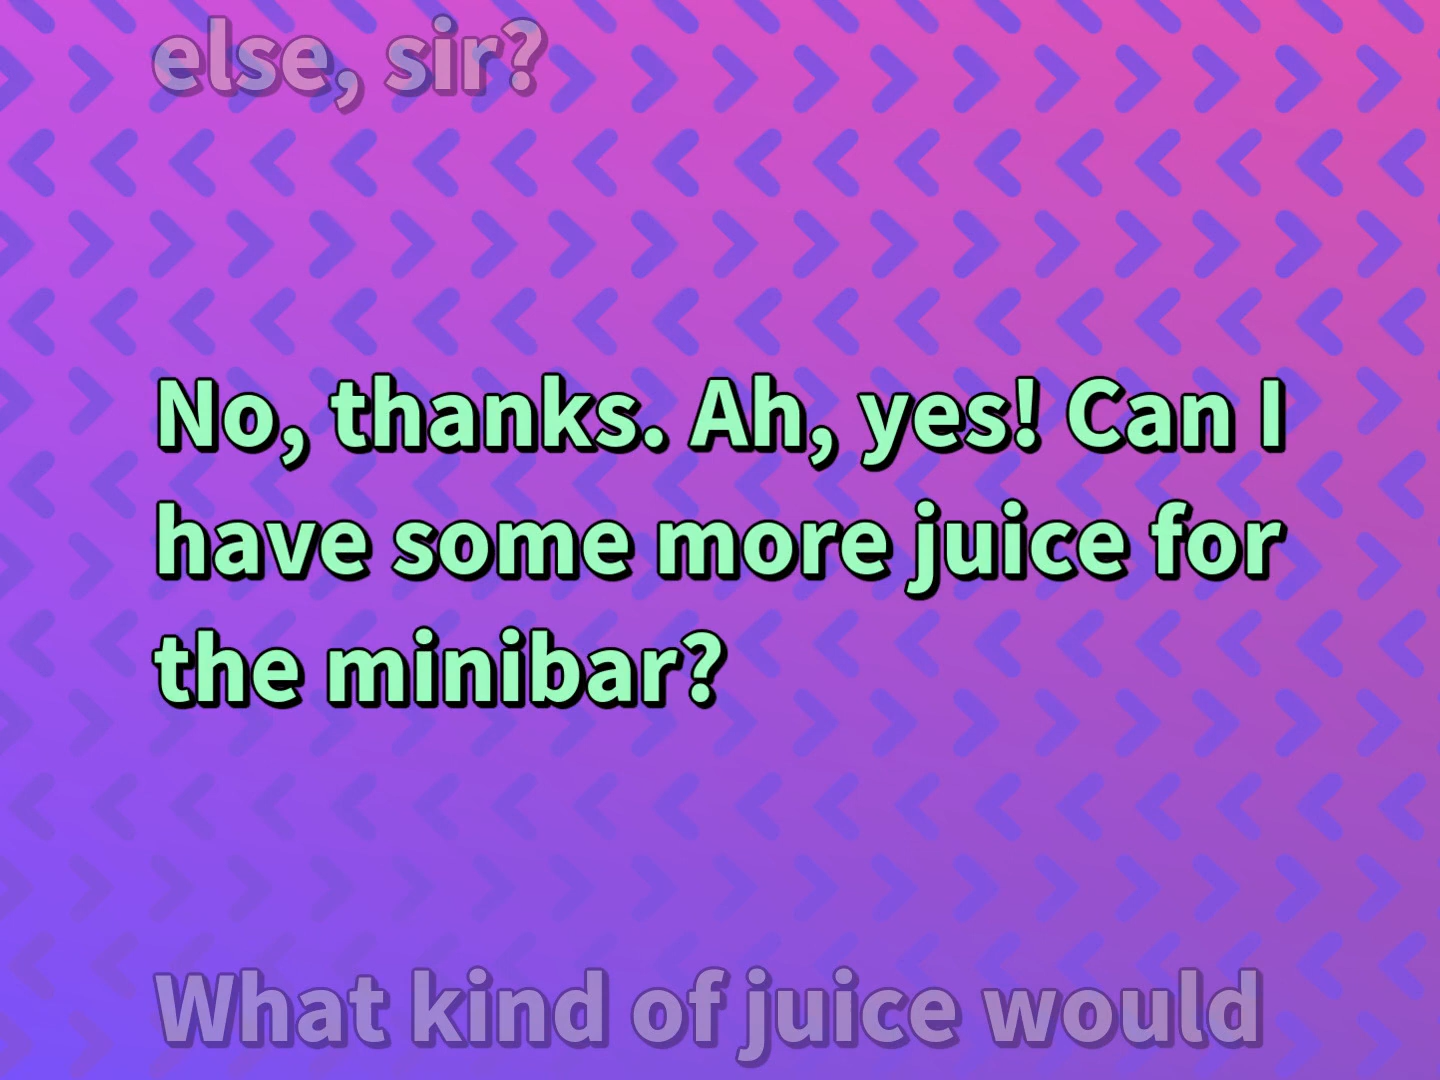 else, sir?
No, thanks. Ah, yes! Can I
have some more juice for
the minibar?
What kind of juice would